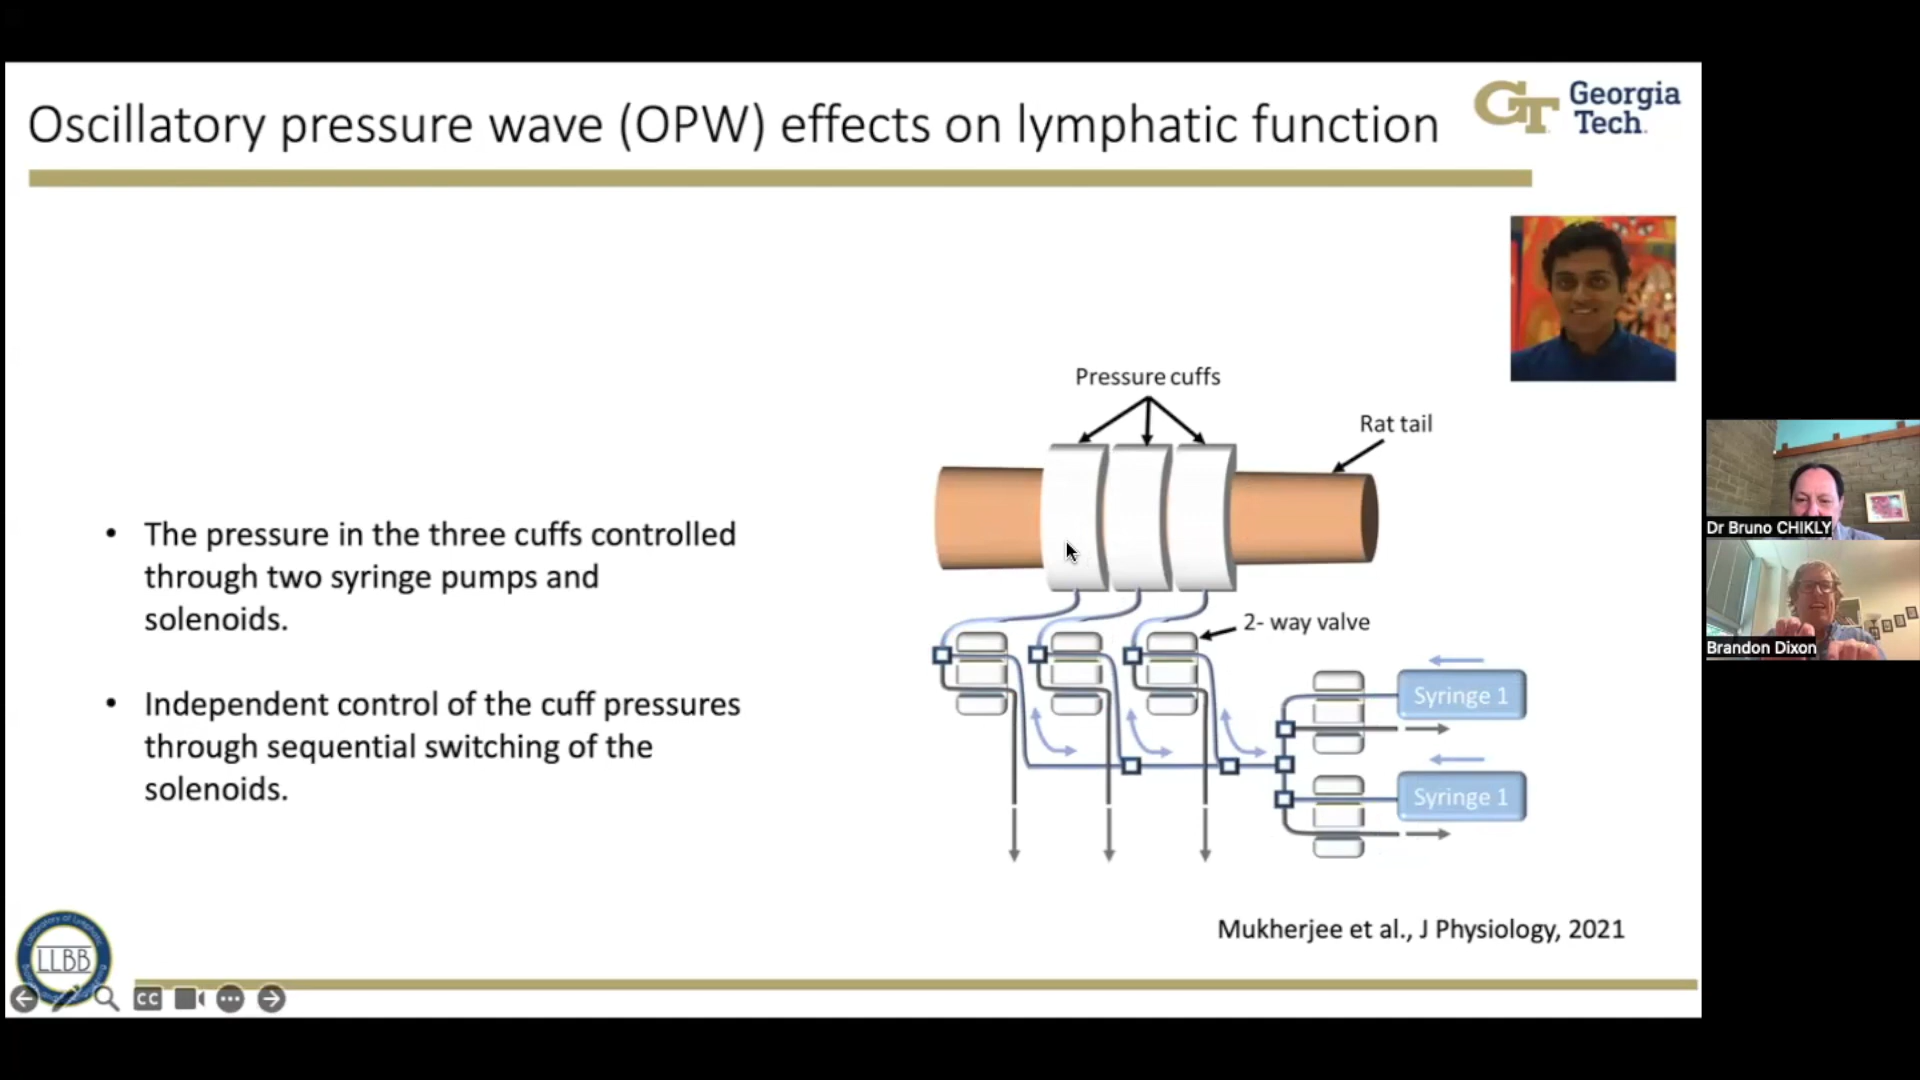 Oscillatory pressure wave (OPW) effects on lymphatic function
GT Georgia
Tech
Pressure cuffs
Rat tail
• The pressure in the three cuffs controlled
through two syringe pumps and
solenoids.
• Independent control of the cuff pressures
through sequential switching of the
solenoids.
2- way valve
Syringe 1
Syringe 1
Mukherjee et al., J Physiology, 2021
LLBB
CC
Dr Bruno CHIKLY
Brandon Dixon